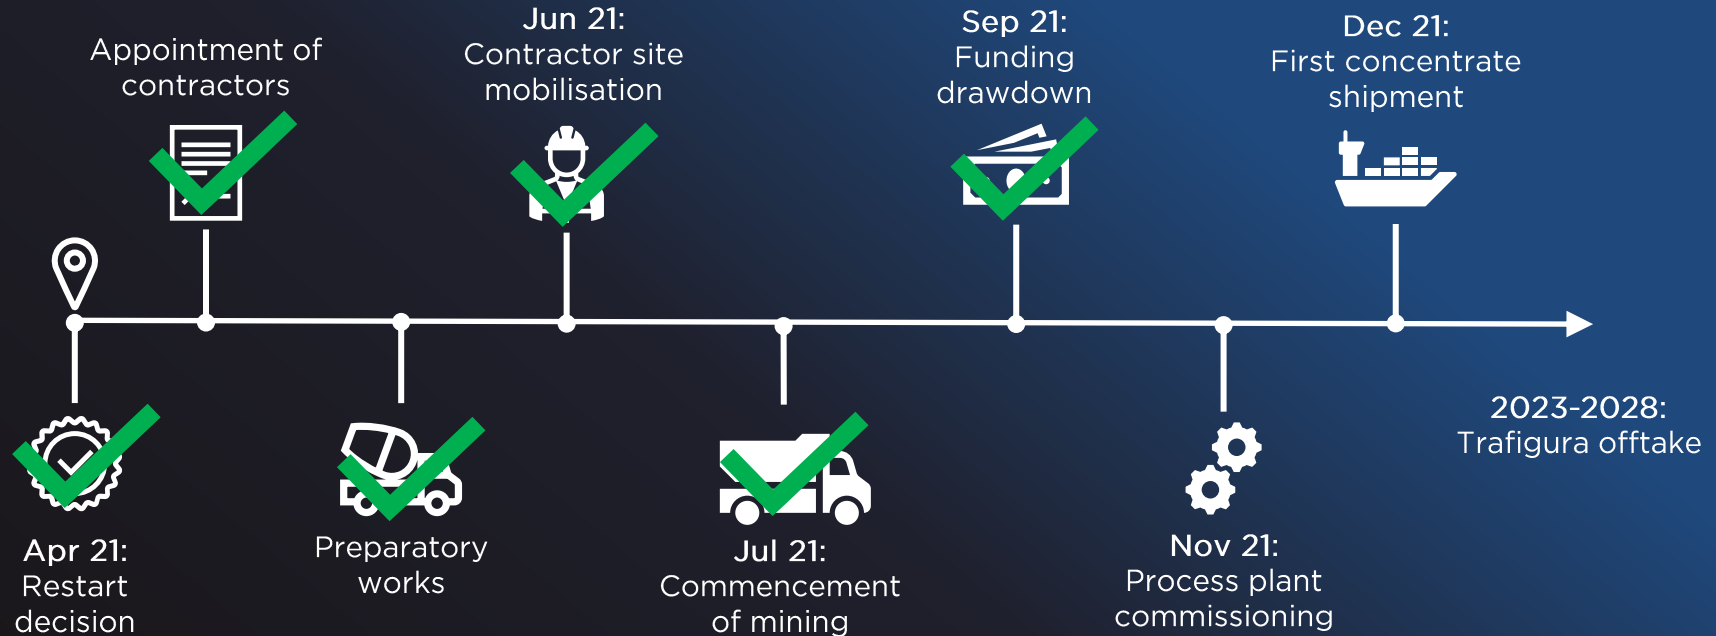 Appointment of
contractors
Jun 21:
Contractor site
mobilisation
Sep 21:
Funding
drawdown
Dec 21:
First concentrate
shipment
Apr 21:
Restart
decision
Preparatory
works
Jul 21:
Commencement
of mining
Nov 21:
Process plant
commissioning
2023-2028:
Trafigura offtake